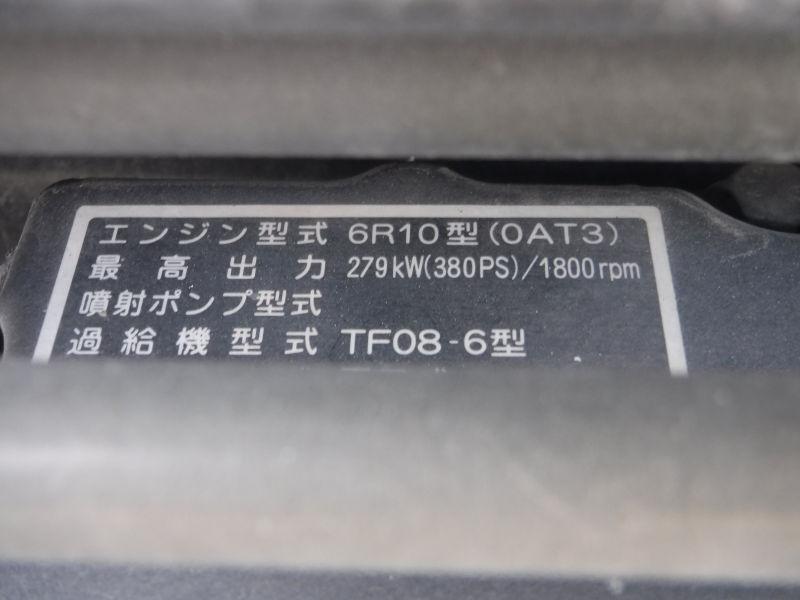 エンジン型式 6R10型(0AT3)
最高出力 279kW(380PS)/1800rpm
噴射ポンプ型式
過給機型式 TF08-6型